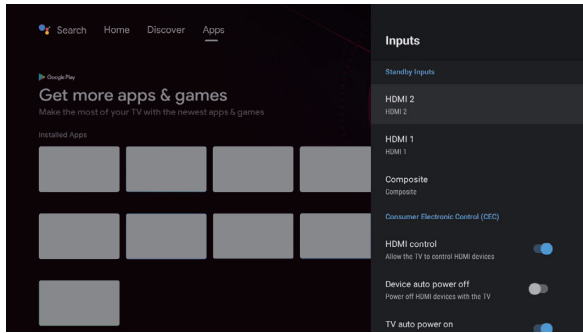 Search Home Discover Apps
Google Play
Get more apps & games
Make the most of your TV with the newest apps & games
Installed Apps
Inputs
Standby Inputs
HDMI 2
HDMI 2
HDMI 1
HDMI 1
Composite
Composite
Consumer Electronic Control (CEC)
HDMI control
Allow the TV to control HDMI devices
Device auto power off
Power off HDMI devices with the TV
TV auto power on